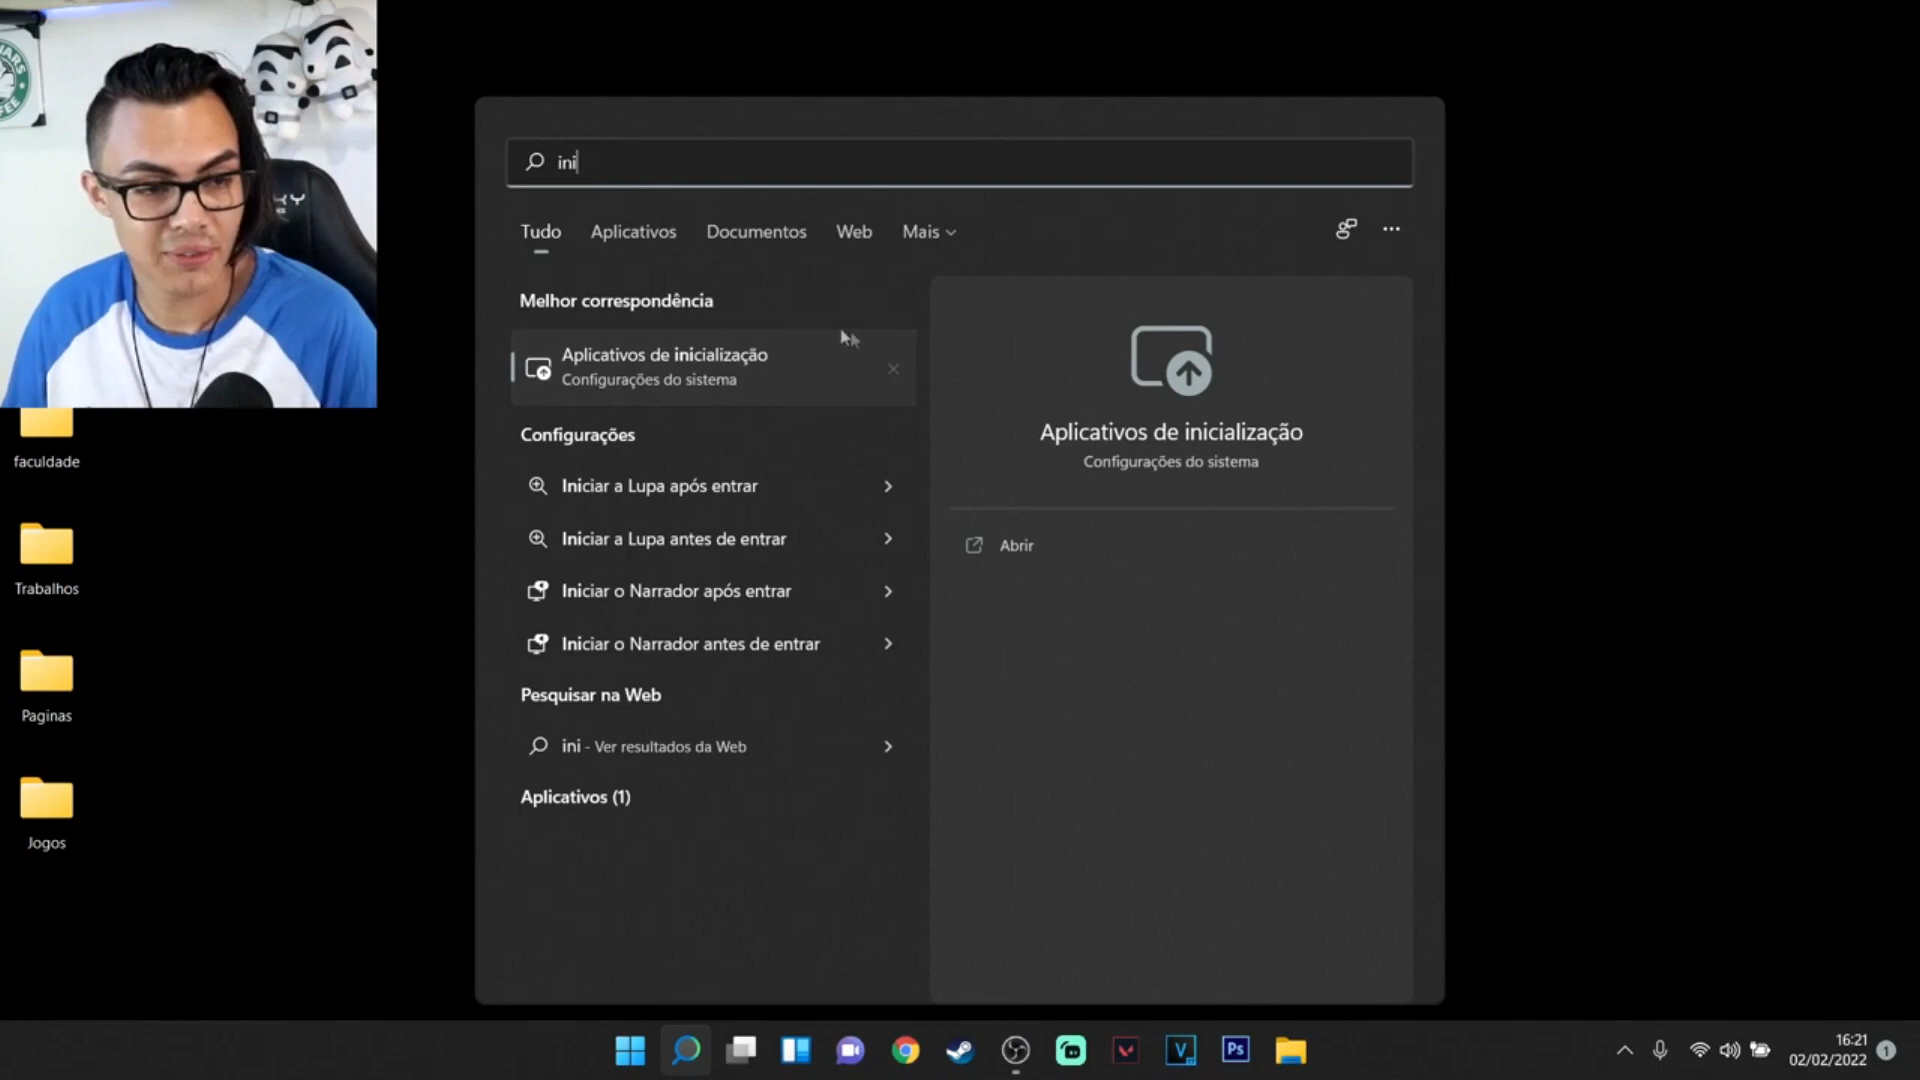 ini
Tudo Aplicativos Documentos Web Mais
Melhor correspondência
Aplicativos de inicialização
Configurações do sistema
Configurações
Iniciar a Lupa após entrar
Iniciar a Lupa antes de entrar
Iniciar o Narrador após entrar
Iniciar o Narrador antes de entrar
Pesquisar na Web
ini - Ver resultados da Web
Aplicativos (1)
Aplicativos de inicialização
Configurações do sistema
Abrir
faculdade
Trabalhos
Paginas
Jogos
V
Ps
16:21
02/02/2022
1